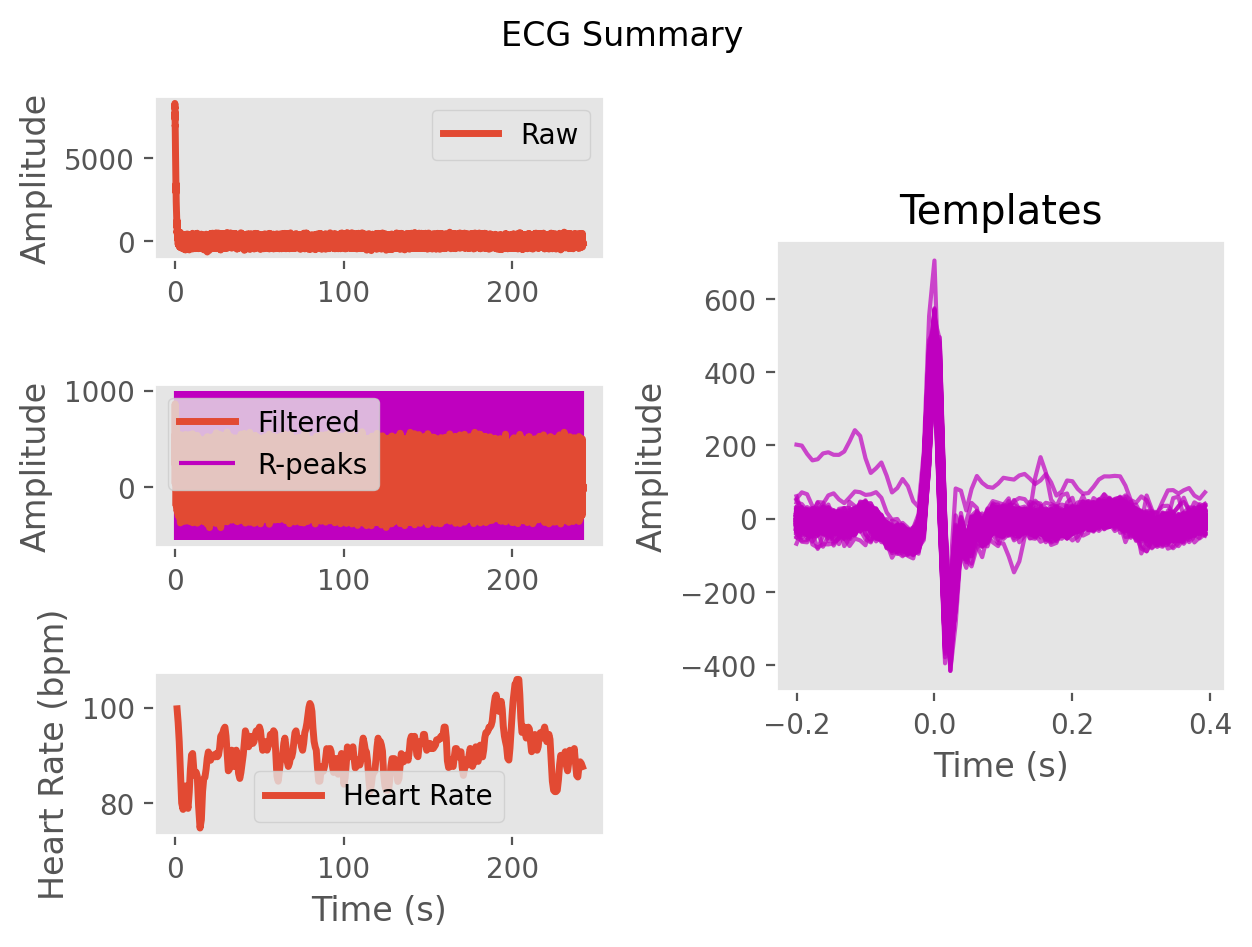 ECG Summary
Amplitude
5000
0
Raw
0 100 200
Amplitude
1000
0
Filtered
R-peaks
0 100 200
Heart Rate (bpm)
100
80
Heart Rate
0 100 200
Time (s)
Templates
Amplitude
600
400
200
0
−200
−400
−0.2 0.0 0.2 0.4
Time (s)